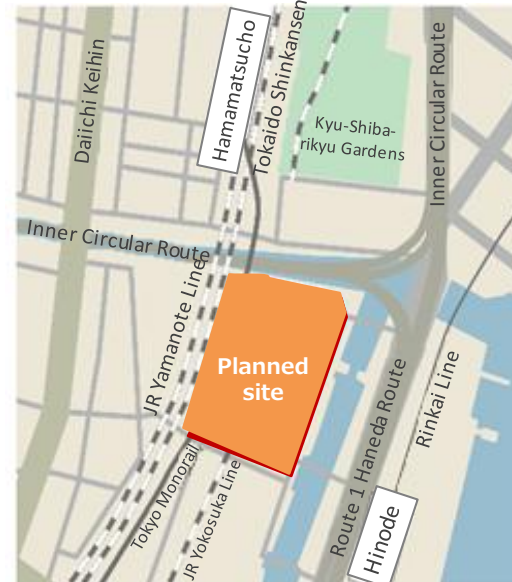 Daiichi Keihin
Hamamatsucho
Tokaido Shinkansen
Kyu-Shiba-
rikyu Gardens
Inner Circular Route
Inner Circular Route
JR Yamanote Line
Planned
site
Rinkai Line
Route 1 Haneda Route
Tokyo Monorail
JR Yokosuka Line
Hinode